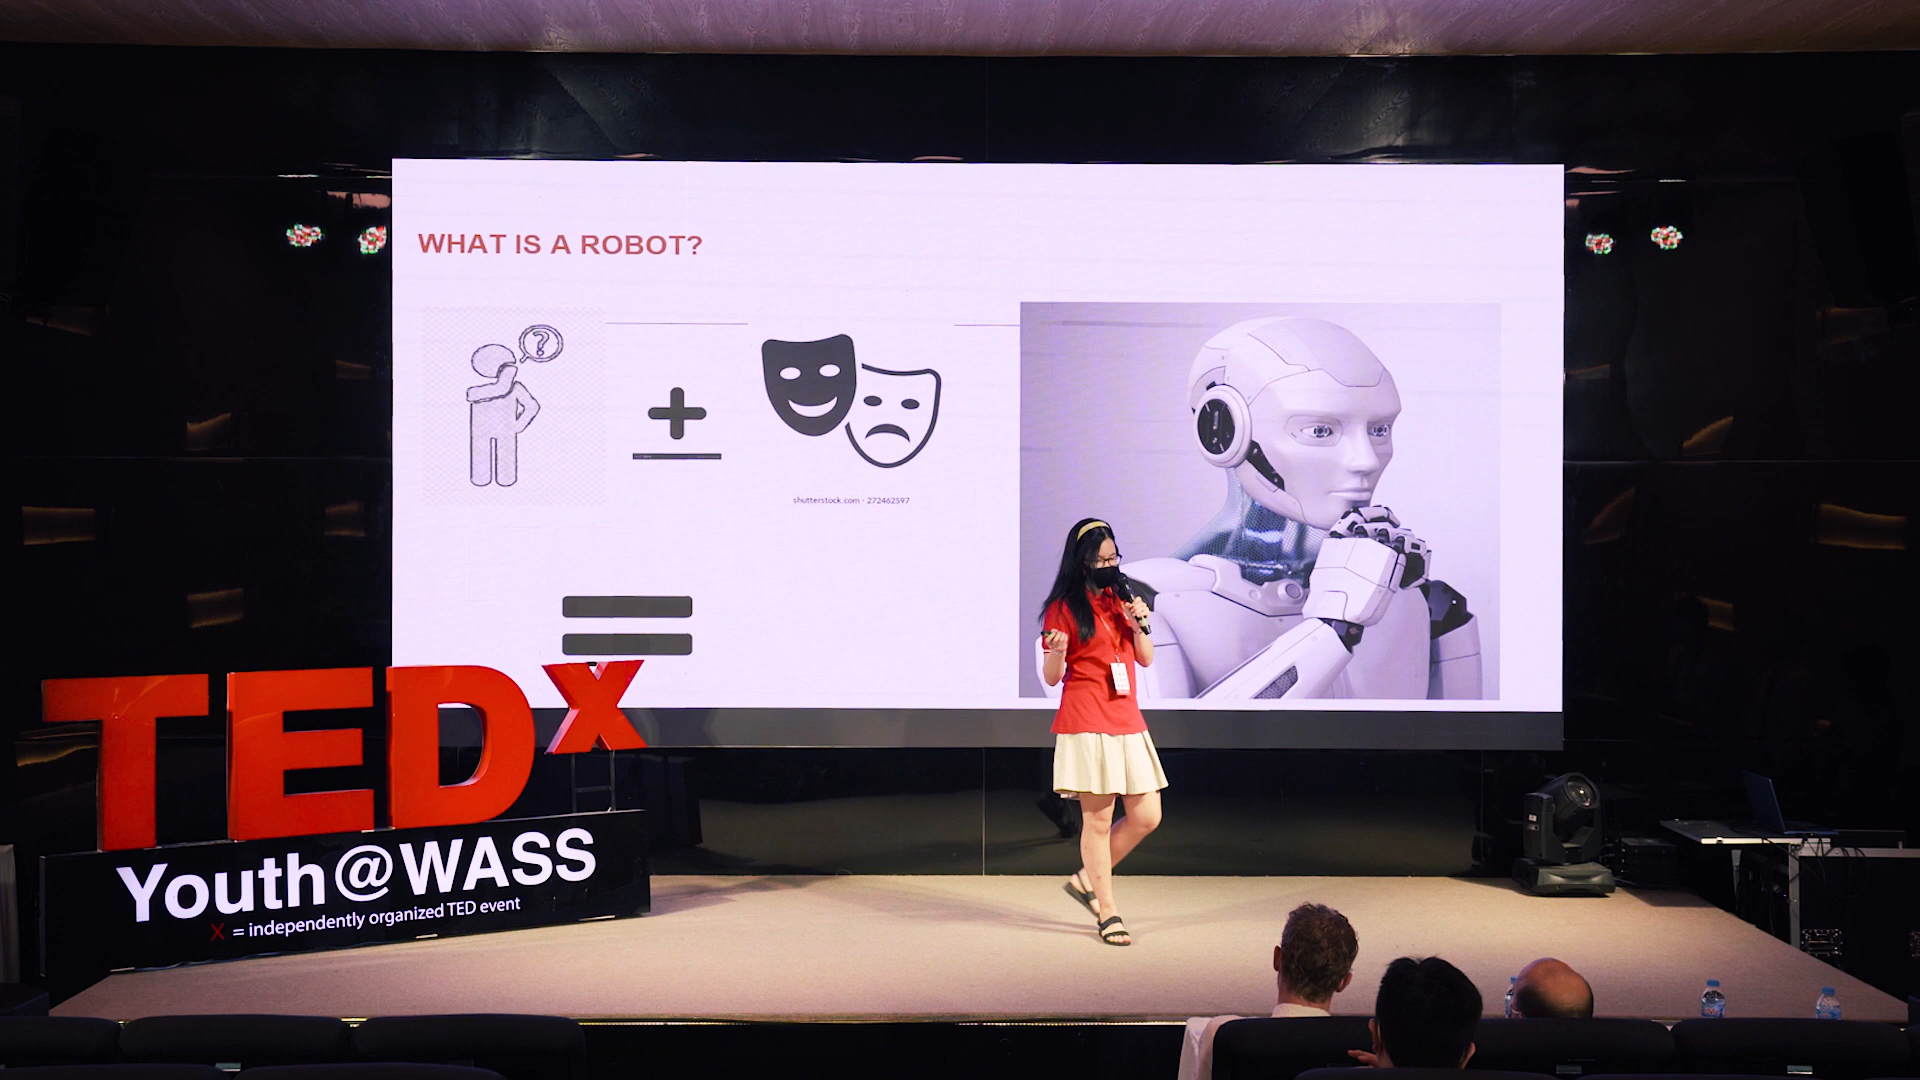 WHAT IS A ROBOT?
?
shutterstock.com · 272462597
TEDx
Youth@WASS
X = independently organized TED event